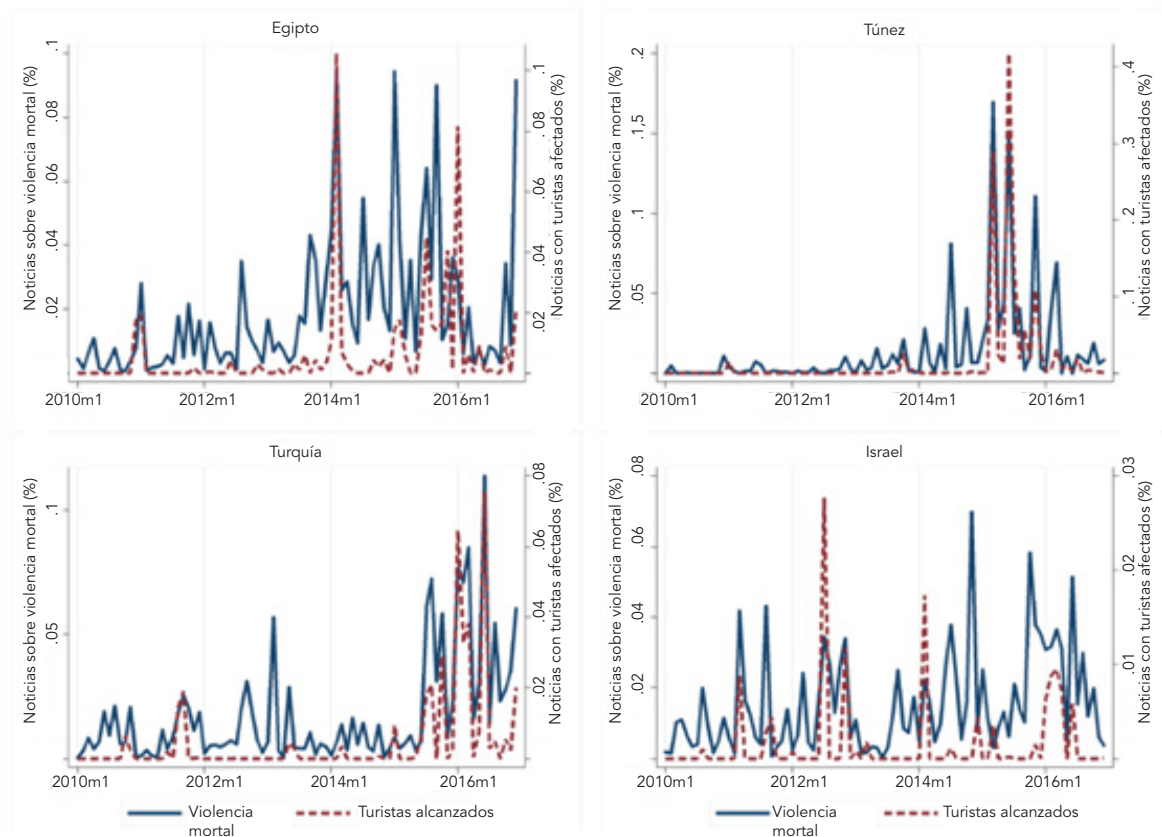 Egipto
Noticias sobre violencia mortal (%)
.02 .04 .06 .08 .1
Noticias con turistas afectados (%)
.02 .04 .06 .08 .1
2010m1 2012m1 2014m1 2016m1
Túnez
Noticias sobre violencia mortal (%)
.05 .1 .1,5 .2
Noticias con turistas afectados (%)
.1 .2 .3 .4
2010m1 2012m1 2014m1 2016m1
Turquía
Noticias sobre violencia mortal (%)
.05 .1
Noticias con turistas afectados (%)
.02 .04 .06 .08
2010m1 2012m1 2014m1 2016m1
Israel
Noticias sobre violencia mortal (%)
.02 .04 .06 .08
Noticias con turistas afectados (%)
.01 .02 .03
2010m1 2012m1 2014m1 2016m1
Violencia
mortal
Turistas alcanzados
Violencia
mortal
Turistas alcanzados